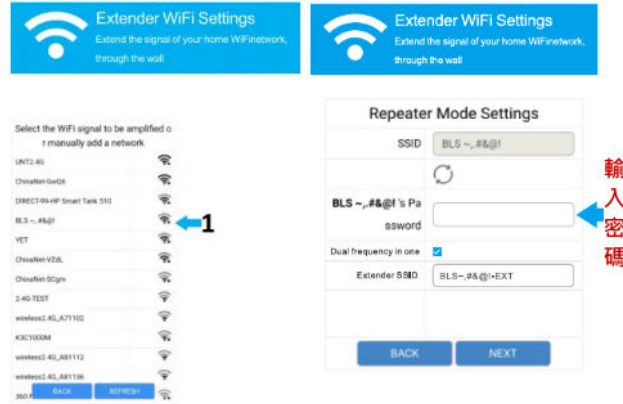 Extender WiFi Settings
Extend the signal of your home WiFinetwork,
through the wall
Select the WiFi signal to be amplified o
r manually add a network
UNT2.4G
ChinaNet-GwQX
DIRECT-99-HP Smart Tank 510
BLS ~,.#&@!
YET
ChinaNet-VZdL
ChinaNet-SCgm
2.4G-TEST
wireless2.4G_A71102
K3C1000M
wireless2.4G_A81112
wireless2.4G_A81136
360
BACK
REFRESH
1
Extender WiFi Settings
Extend the signal of your home WiFinetwork,
through the wall
Repeater Mode Settings
SSID
BLS ~,.#&@!
BLS ~,.#&@! 's Pa
ssword
Dual frequency in one
Extender SSID
BLS~,.#&@!-EXT
BACK
NEXT
輸
入
密
碼